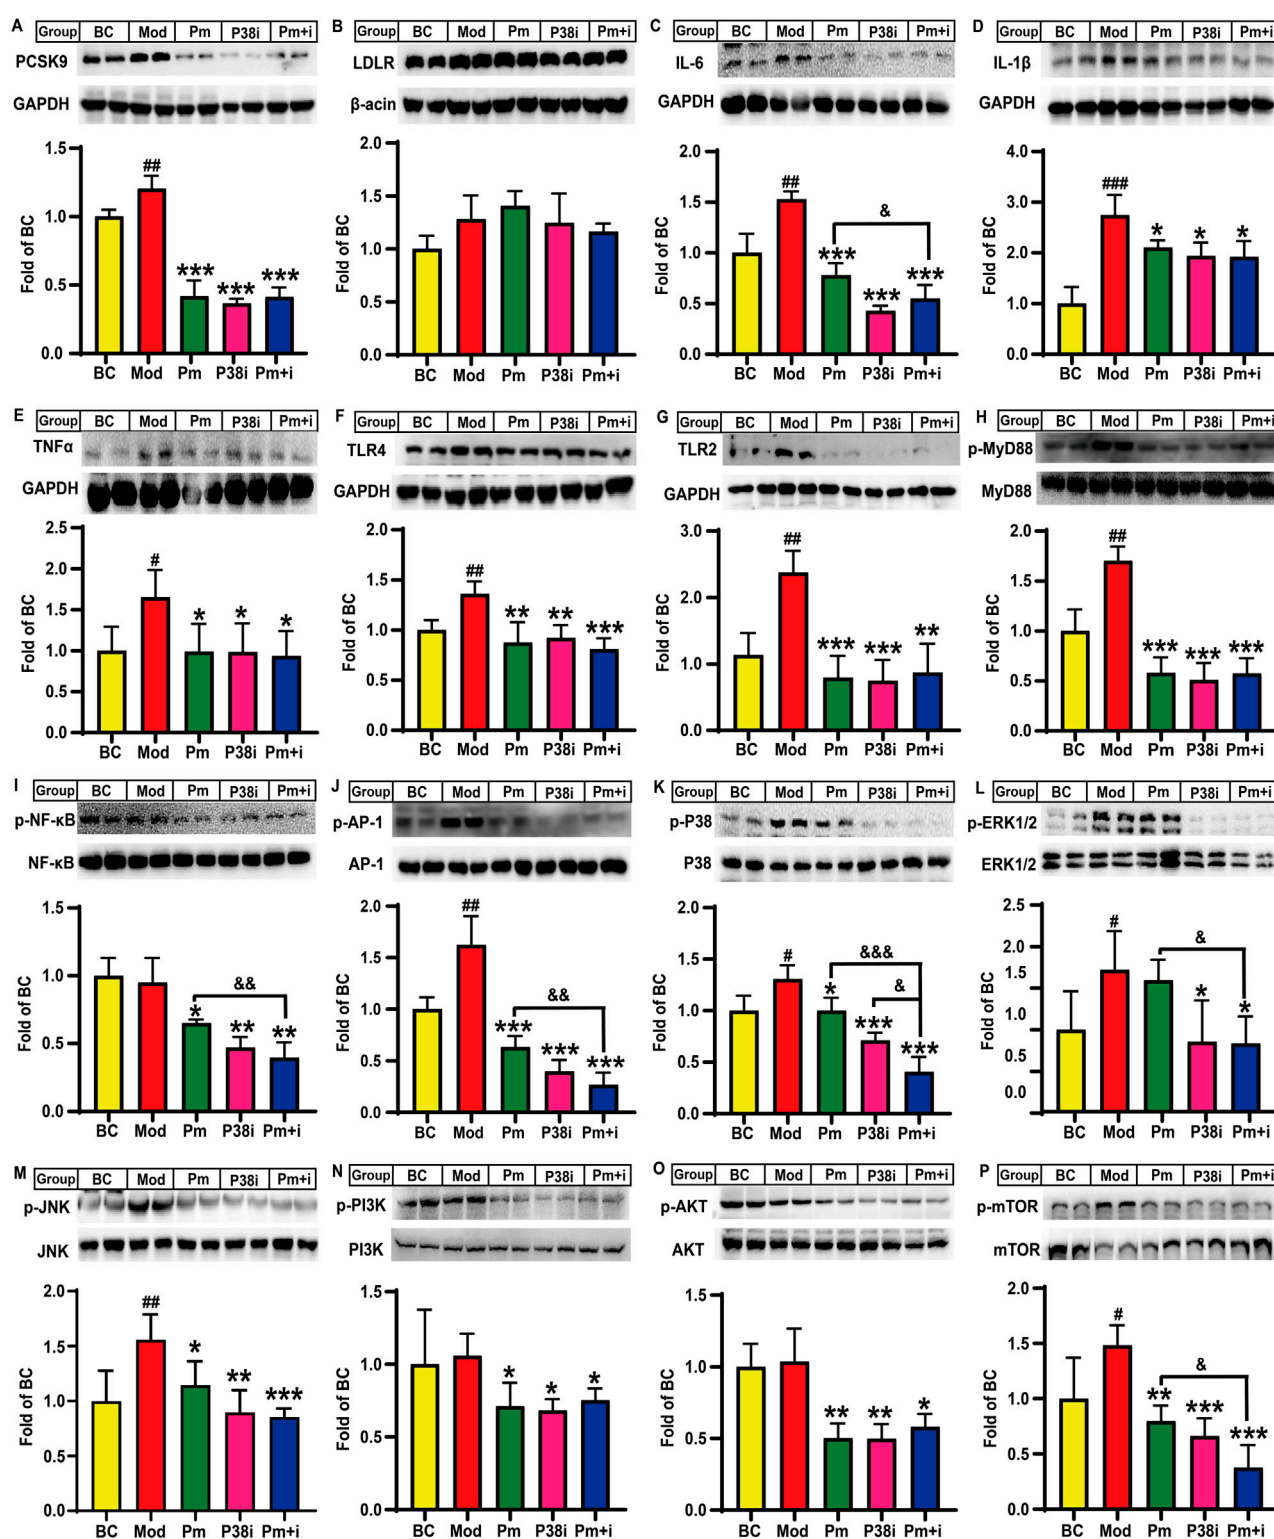 A Group BC Mod Pm P38i Pm+i
PCSK9
GAPDH
##
*** *** ***
Fold of BC
1.5
1.0
0.5
0.0
BC Mod Pm P38i Pm+i
B Group BC Mod Pm P38i Pm+i
LDLR
β-acin
Fold of BC
2.0
1.5
1.0
0.5
0.0
BC Mod Pm P38i Pm+i
C Group BC Mod Pm P38i Pm+i
IL-6
GAPDH
##
&
*** *** ***
Fold of BC
2.0
1.5
1.0
0.5
0.0
BC Mod Pm P38i Pm+i
D Group BC Mod Pm P38i Pm+i
IL-1β
GAPDH
###
* * *
Fold of BC
4.0
3.0
2.0
1.0
0.0
BC Mod Pm P38i Pm+i
E Group BC Mod Pm P38i Pm+i
TNFα
GAPDH
#
* * *
Fold of BC
2.5
2.0
1.5
1.0
0.5
0.0
BC Mod Pm P38i Pm+i
F Group BC Mod Pm P38i Pm+i
TLR4
GAPDH
##
** ** ***
Fold of BC
2.0
1.5
1.0
0.5
0.0
BC Mod Pm P38i Pm+i
G Group BC Mod Pm P38i Pm+i
TLR2
GAPDH
##
*** *** **
Fold of BC
3.0
2.0
1.0
0.0
BC Mod Pm P38i Pm+i
H Group BC Mod Pm P38i Pm+i
p-MyD88
MyD88
##
*** *** ***
Fold of BC
2.0
1.5
1.0
0.5
0.0
BC Mod Pm P38i Pm+i
I Group BC Mod Pm P38i Pm+i
p-NF-κB
NF-κB
&&
* ** **
Fold of BC
1.5
1.0
0.5
0.0
BC Mod Pm P38i Pm+i
J Group BC Mod Pm P38i Pm+i
p-AP-1
AP-1
##
&&
*** *** ***
Fold of BC
2.0
1.5
1.0
0.5
0.0
BC Mod Pm P38i Pm+i
K Group BC Mod Pm P38i Pm+i
p-P38
P38
#
&&&
&
* *** ***
Fold of BC
2.0
1.5
1.0
0.5
0.0
BC Mod Pm P38i Pm+i
L Group BC Mod Pm P38i Pm+i
p-ERK1/2
ERK1/2
#
&
* *
Fold of BC
2.5
2.0
1.5
1.0
0.5
0.0
BC Mod Pm P38i Pm+i
M Group BC Mod Pm P38i Pm+i
p-JNK
JNK
##
* ** ***
Fold of BC
2.0
1.5
1.0
0.5
0.0
BC Mod Pm P38i Pm+i
N Group BC Mod Pm P38i Pm+i
p-PI3K
PI3K
* * *
Fold of BC
1.5
1.0
0.5
0.0
BC Mod Pm P38i Pm+i
O Group BC Mod Pm P38i Pm+i
p-AKT
AKT
** ** *
Fold of BC
1.5
1.0
0.5
0.0
BC Mod Pm P38i Pm+i
P Group BC Mod Pm P38i Pm+i
p-mTOR
mTOR
#
&
** *** ***
Fold of BC
2.0
1.5
1.0
0.5
0.0
BC Mod Pm P38i Pm+i